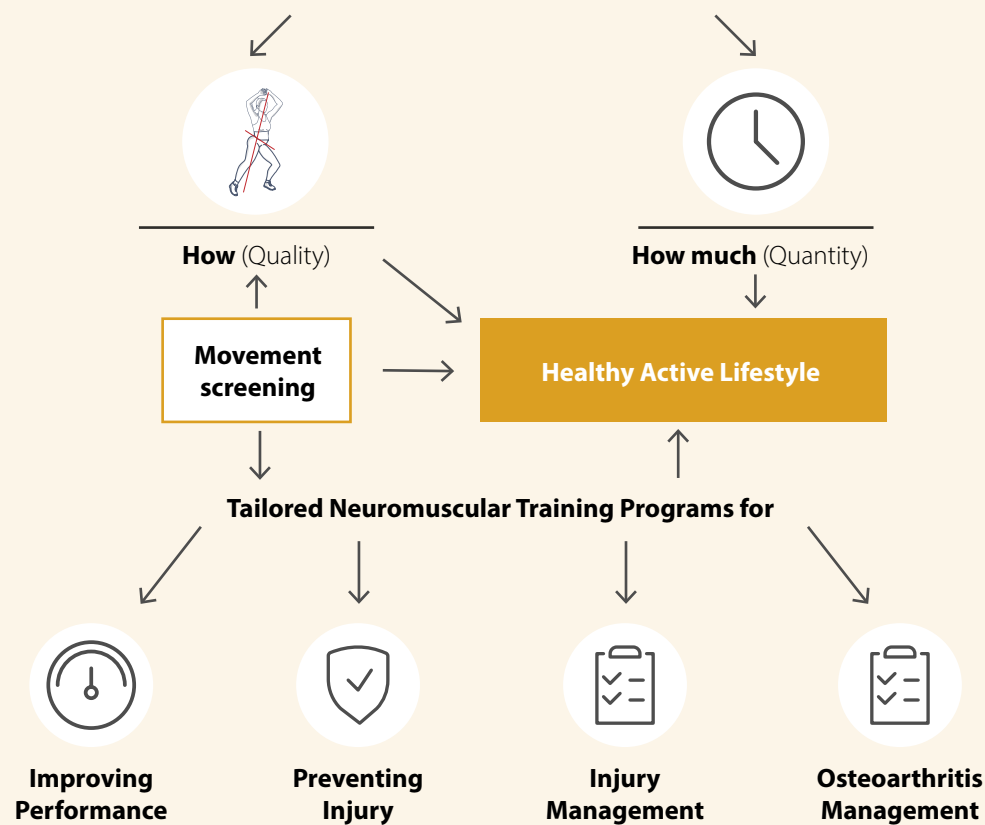 How (Quality)
How much (Quantity)
Movement
screening
Healthy Active Lifestyle
Tailored Neuromuscular Training Programs for
Improving
Performance
Preventing
Injury
Injury
Management
Osteoarthritis
Management